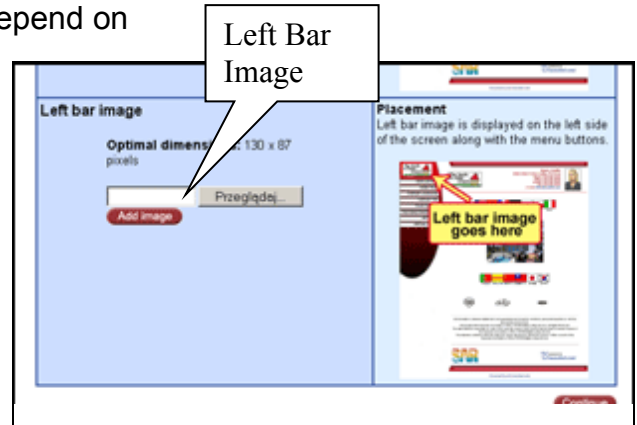 epend on
Left Bar
Image
Left bar image
Optimal dimens 130 x 87
pixels
Przeglądaj...
Add image
Placement
Left bar image is displayed on the left side
of the screen along with the menu buttons.
Left bar image
goes here
SAR
Continue